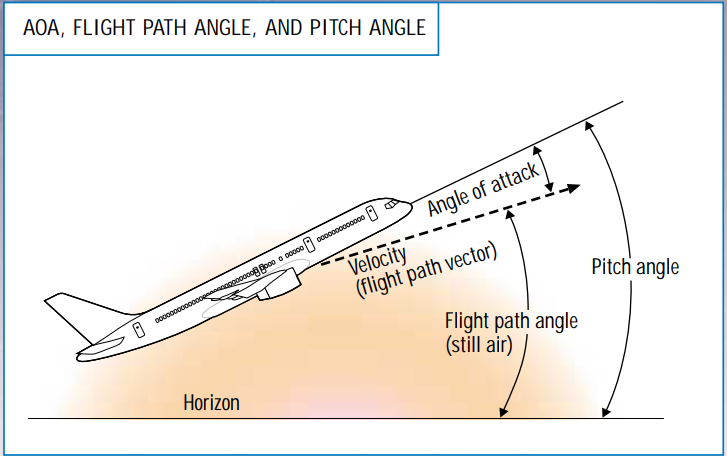 AOA, FLIGHT PATH ANGLE, AND PITCH ANGLE
Angle of attack
Velocity
(flight path vector)
Pitch angle
Flight path angle
(still air)
Horizon